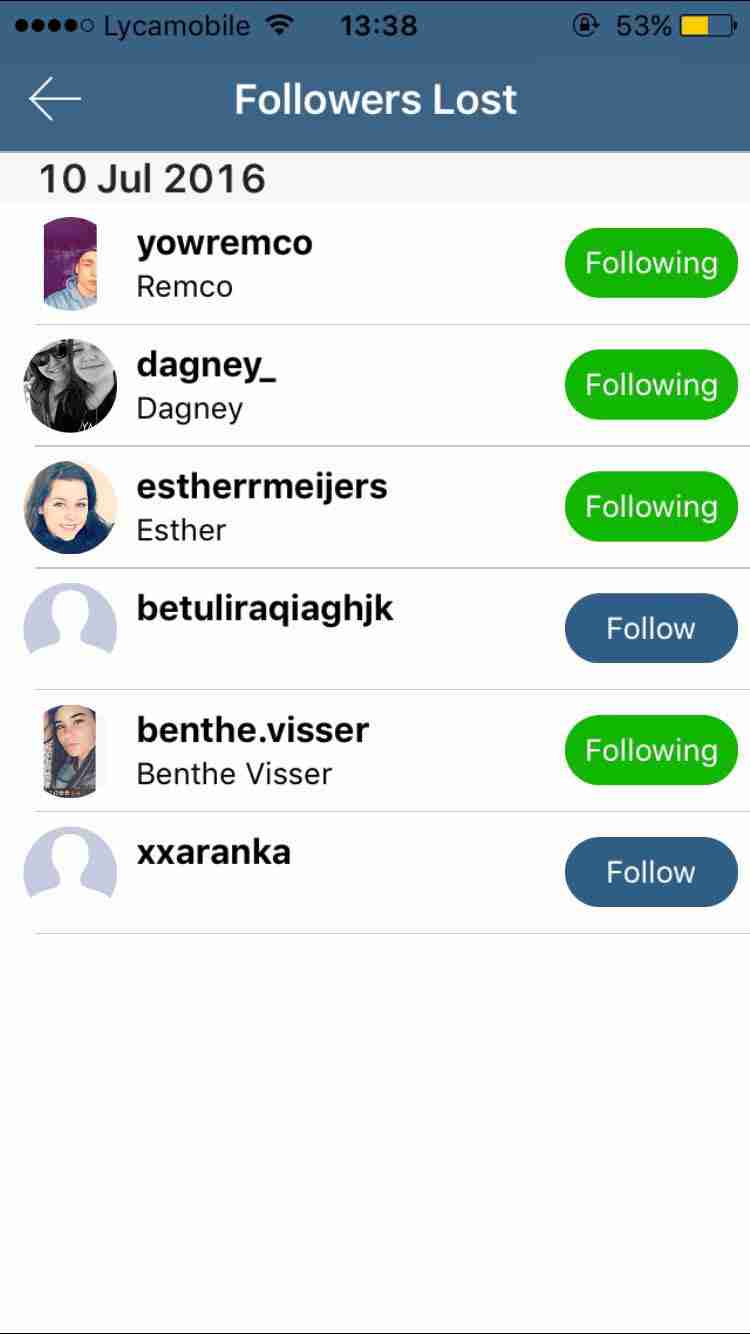 Lycamobile 13:38 53%
Followers Lost
10 Jul 2016
yowremco
Remco
Following
dagney_
Dagney
Following
estherrmeijers
Esther
Following
betuliraqiaghjk
Follow
benthe.visser
Benthe Visser
Following
xxaranka
Follow